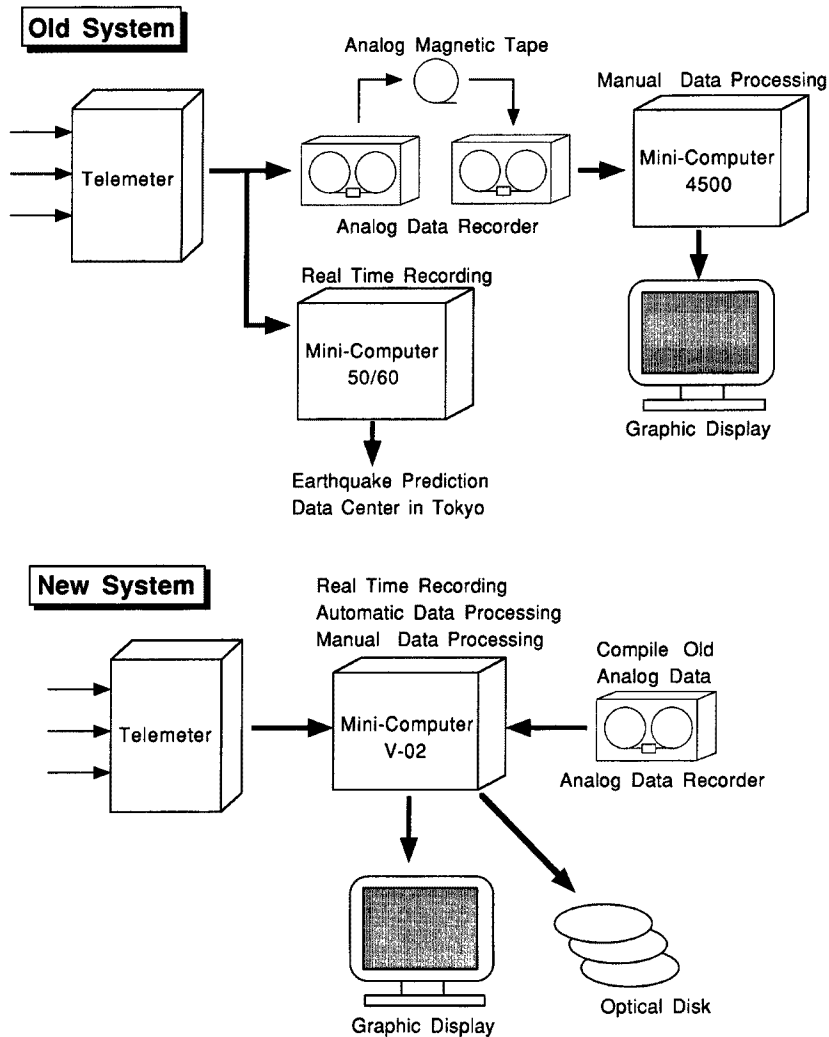 Old System
Analog Magnetic Tape
Manual Data Processing
Telemeter
Mini-Computer
4500
Analog Data Recorder
Real Time Recording
Mini-Computer
50/60
Graphic Display
Earthquake Prediction
Data Center in Tokyo
New System
Real Time Recording
Automatic Data Processing
Manual Data Processing
Compile Old
Analog Data
Telemeter
Mini-Computer
V-02
Analog Data Recorder
Optical Disk
Graphic Display